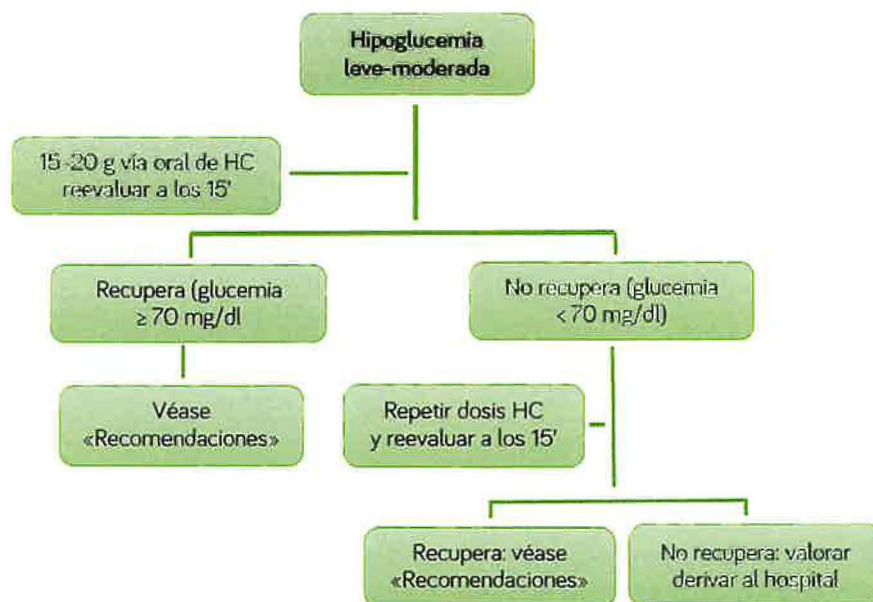 Hipoglucemia
leve-moderada
15-20 g vía oral de HC
reevaluar a los 15'
Recupera (glucemia
≥ 70 mg/dl
No recupera (glucemia
< 70 mg/dl)
Véase
«Recomendaciones»
Repetir dosis HC
y reevaluar a los 15'
Recupera: véase
«Recomendaciones»
No recupera: valorar
derivar al hospital